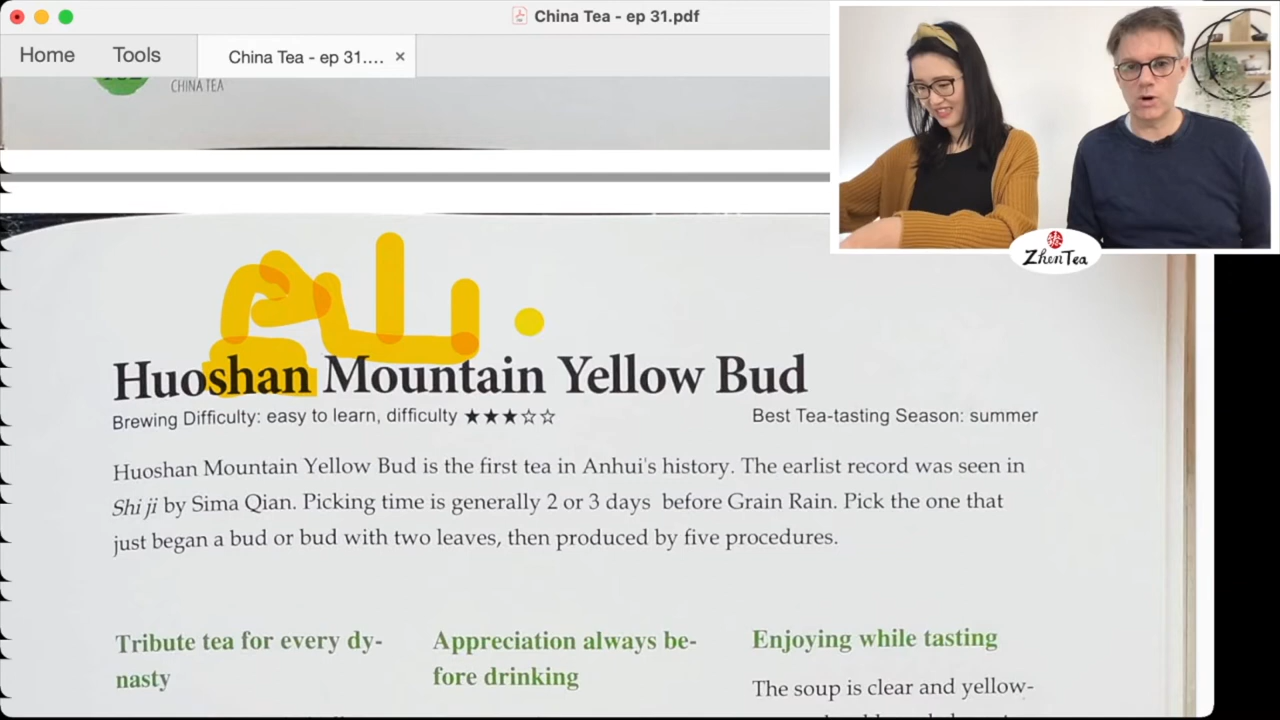 China Tea - ep 31.pdf
Home Tools China Tea - ep 31.... ×
CHINA TEA
Zhen Tea
山
Huoshan Mountain Yellow Bud
Brewing Difficulty: easy to learn, difficulty ★★★☆☆
Best Tea-tasting Season: summer
Huoshan Mountain Yellow Bud is the first tea in Anhui's history. The earlist record was seen in
Shi ji by Sima Qian. Picking time is generally 2 or 3 days before Grain Rain. Pick the one that
just began a bud or bud with two leaves, then produced by five procedures.
Tribute tea for every dy-
nasty
Appreciation always be-
fore drinking
Enjoying while tasting
The soup is clear and yellow-